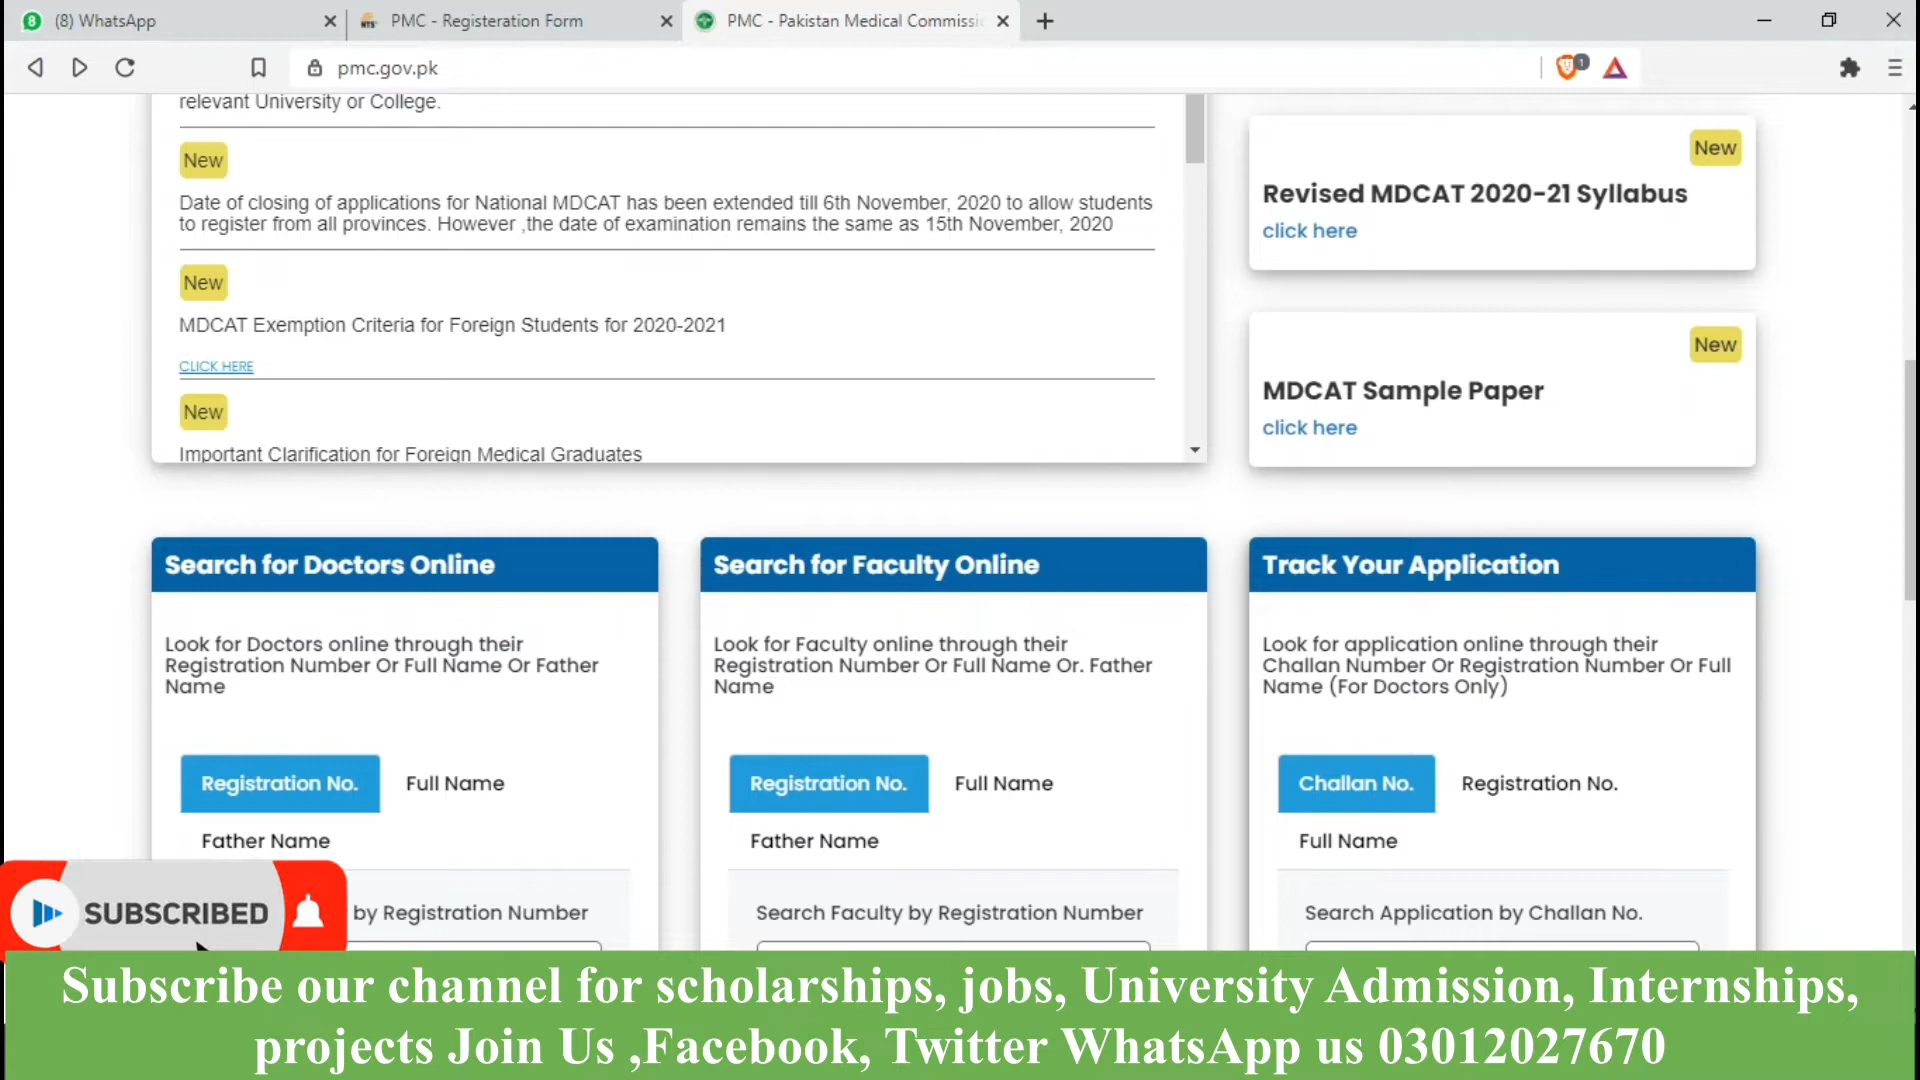 8 (8) WhatsApp
NTS PMC - Registeration Form
PMC - Pakistan Medical Commissi
pmc.gov.pk
1
relevant University or College.
New
Date of closing of applications for National MDCAT has been extended till 6th November, 2020 to allow students
to register from all provinces. However ,the date of examination remains the same as 15th November, 2020
New
MDCAT Exemption Criteria for Foreign Students for 2020-2021
CLICK HERE
New
Important Clarification for Foreign Medical Graduates
New
Revised MDCAT 2020-21 Syllabus
click here
New
MDCAT Sample Paper
click here
Search for Doctors Online
Look for Doctors online through their
Registration Number Or Full Name Or Father
Name
Registration No. Full Name
Father Name
by Registration Number
Search for Faculty Online
Look for Faculty online through their
Registration Number Or Full Name Or. Father
Name
Registration No. Full Name
Father Name
Search Faculty by Registration Number
Track Your Application
Look for application online through their
Challan Number Or Registration Number Or Full
Name (For Doctors Only)
Challan No. Registration No.
Full Name
Search Application by Challan No.
SUBSCRIBED
Subscribe our channel for scholarships, jobs, University Admission, Internships,
projects Join Us ,Facebook, Twitter WhatsApp us 03012027670